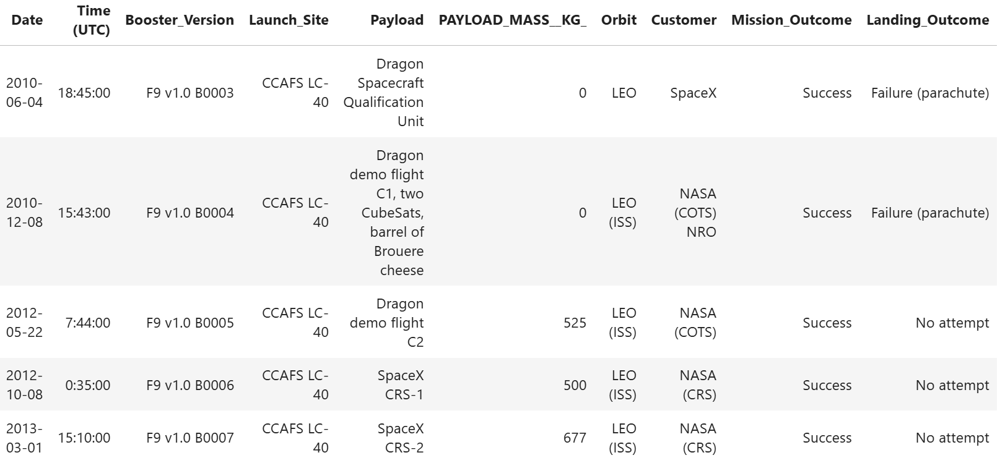 Date Time (UTC) Booster_Version Launch_Site Payload PAYLOAD_MASS__KG_ Orbit Customer Mission_Outcome Landing_Outcome
2010-06-04 18:45:00 F9 v1.0 B0003 CCAFS LC-40 Dragon Spacecraft Qualification Unit 0 LEO SpaceX Success Failure (parachute)
2010-12-08 15:43:00 F9 v1.0 B0004 CCAFS LC-40 Dragon demo flight C1, two CubeSats, barrel of Brouere cheese 0 LEO (ISS) NASA (COTS) NRO Success Failure (parachute)
2012-05-22 7:44:00 F9 v1.0 B0005 CCAFS LC-40 Dragon demo flight C2 525 LEO (ISS) NASA (COTS) Success No attempt
2012-10-08 0:35:00 F9 v1.0 B0006 CCAFS LC-40 SpaceX CRS-1 500 LEO (ISS) NASA (CRS) Success No attempt
2013-03-01 15:10:00 F9 v1.0 B0007 CCAFS LC-40 SpaceX CRS-2 677 LEO (ISS) NASA (CRS) Success No attempt